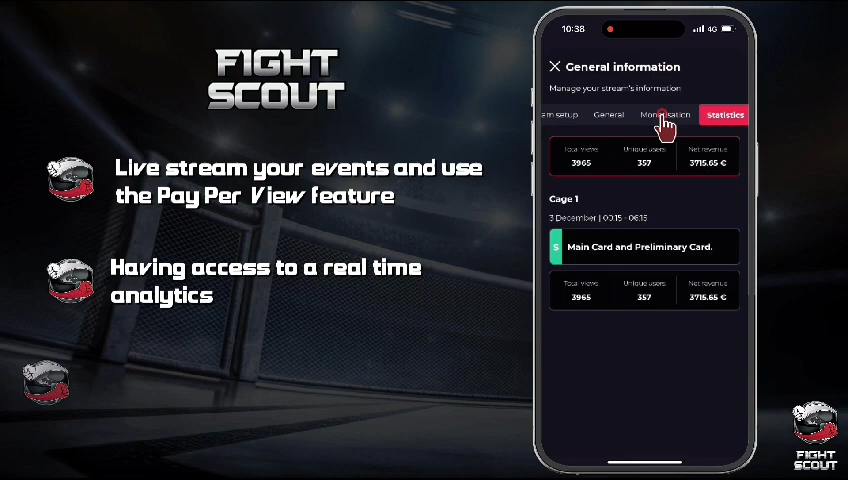 FIGHT
SCOUT
Live stream your events and use
the Pay Per View feature
Having access to a real time
analytics
10:38
4G
General information
Manage your stream's information
am setup General Monetisation Statistics
Total views Unique users Net revenue
3965 357 3715.65 €
Cage 1
3 December | 00:15 - 06:15
S Main Card and Preliminary Card.
Total views Unique users Net revenue
3965 357 3715.65 €
FIGHT
SCOUT